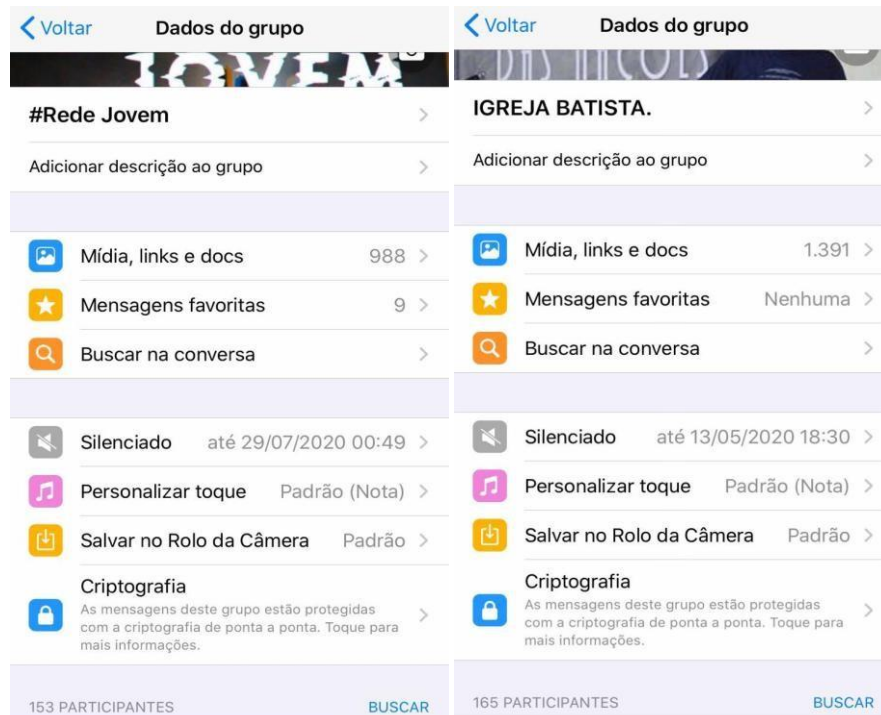 Voltar
Dados do grupo
JOVEM
#Rede Jovem
Adicionar descrição ao grupo
Mídia, links e docs
988
Mensagens favoritas
9
Buscar na conversa
Silenciado
até 29/07/2020 00:49
Personalizar toque
Padrão (Nota)
Salvar no Rolo da Câmera
Padrão
Criptografia
As mensagens deste grupo estão protegidas
com a criptografia de ponta a ponta. Toque para
mais informações.
153 PARTICIPANTES
BUSCAR
Voltar
Dados do grupo
DAS NAÇÕES
IGREJA BATISTA.
Adicionar descrição ao grupo
Mídia, links e docs
1.391
Mensagens favoritas
Nenhuma
Buscar na conversa
Silenciado
até 13/05/2020 18:30
Personalizar toque
Padrão (Nota)
Salvar no Rolo da Câmera
Padrão
Criptografia
As mensagens deste grupo estão protegidas
com a criptografia de ponta a ponta. Toque para
mais informações.
165 PARTICIPANTES
BUSCAR